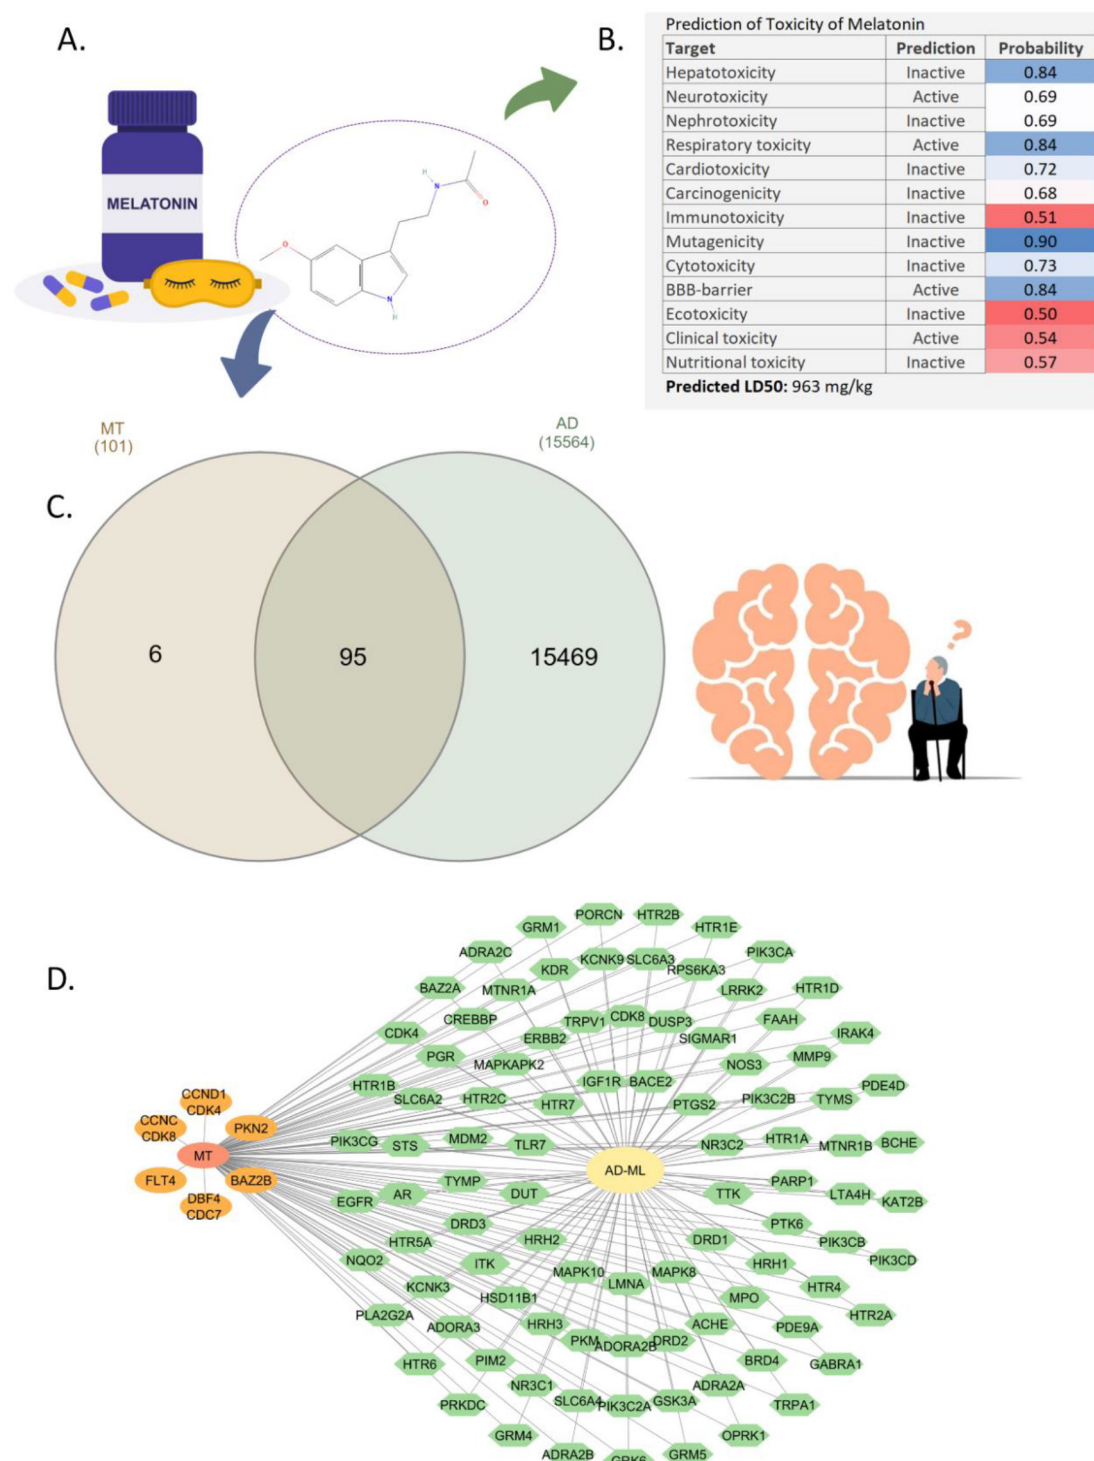 A.
MELATONIN
H
N
O
O
N
H
B.
Prediction of Toxicity of Melatonin
Target Prediction Probability
Hepatotoxicity Inactive 0.84
Neurotoxicity Active 0.69
Nephrotoxicity Inactive 0.69
Respiratory toxicity Active 0.84
Cardiotoxicity Inactive 0.72
Carcinogenicity Inactive 0.68
Immunotoxicity Inactive 0.51
Mutagenicity Inactive 0.90
Cytotoxicity Inactive 0.73
BBB-barrier Active 0.84
Ecotoxicity Inactive 0.50
Clinical toxicity Active 0.54
Nutritional toxicity Inactive 0.57
Predicted LD50: 963 mg/kg
C.
MT
(101)
AD
(15564)
6 95 15469
?
D.
CCND1
CDK4
CCNC
CDK8
PKN2
MT
FLT4
BAZ2B
DBF4
CDC7
AD-ML
PORCN
HTR2B
GRM1
HTR1E
ADRA2C
KCNK9
SLC6A3
PIK3CA
KDR
RPS6KA3
BAZ2A
MTNR1A
LRRK2
HTR1D
CREBBP
TRPV1
CDK8
DUSP3
FAAH
CDK4
ERBB2
SIGMAR1
IRAK4
PGR
MAPKAPK2
NOS3
MMP9
HTR1B
IGF1R
BACE2
PDE4D
SLC6A2
HTR2C
HTR7
PTGS2
PIK3C2B
TYMS
PIK3CG
STS
MDM2
TLR7
NR3C2
HTR1A
MTNR1B
BCHE
TYMP
PARP1
EGFR
AR
DUT
TTK
LTA4H
KAT2B
DRD3
PTK6
HTR5A
HRH2
DRD1
PIK3CB
NQO2
ITK
MAPK10
LMNA
MAPK8
HRH1
PIK3CD
KCNK3
HSD11B1
MPO
HTR4
PLA2G2A
ADORA3
HRH3
PKM
ADORA2B
DRD2
ACHE
PDE9A
HTR2A
HTR6
PIM2
BRD4
GABRA1
NR3C1
ADRA2A
PRKDC
SLC6A4
PIK3C2A
GSK3A
TRPA1
GRM4
OPRK1
ADRA2B
GRK6
GRM5